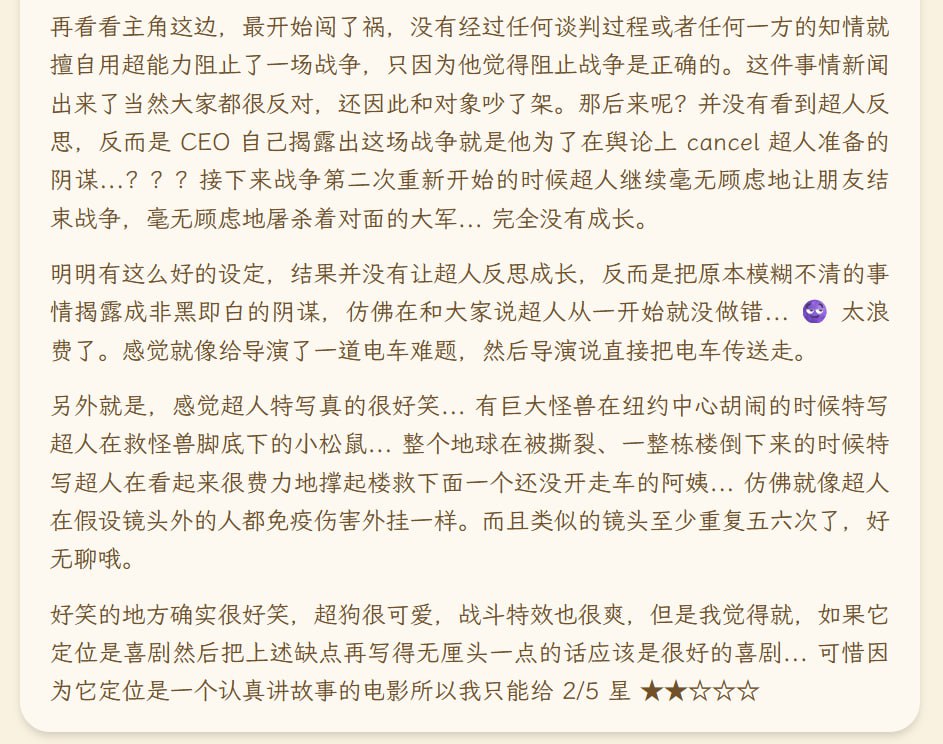 再看看主角这边，最开始闯了祸，没有经过任何谈判过程或者任何一方的知情就
擅自用超能力阻止了一场战争，只因为他觉得阻止战争是正确的。这件事情新闻
出来了当然大家都很反对，还因此和对象吵了架。那后来呢？并没有看到超人反
思，反而是 CEO 自己揭露出这场战争就是他为了在舆论上 cancel 超人准备的
阴谋...？？？接下来战争第二次重新开始的时候超人继续毫无顾虑地让朋友结
束战争，毫无顾虑地屠杀着对面的大军... 完全没有成长。
明明有这么好的设定，结果并没有让超人反思成长，反而是把原本模糊不清的事
情揭露成非黑即白的阴谋，仿佛在和大家说超人从一开始就没做错... 太浪
费了。感觉就像给导演了一道电车难题，然后导演说直接把电车传送走。
另外就是，感觉超人特写真的很好笑... 有巨大怪兽在纽约中心胡闹的时候特写
超人在救怪兽脚底下的小松鼠... 整个地球在被撕裂、一整栋楼倒下来的时候特
写超人在看起来很费力地撑起楼救下面一个还没开走车的阿姨... 仿佛就像超人
在假设镜头外的人都免疫伤害外挂一样。而且类似的镜头至少重复五六次了，好
无聊哦。
好笑的地方确实很好笑，超狗很可爱，战斗特效也很爽，但是我觉得就，如果它
定位是喜剧然后把上述缺点再写得无厘头一点的话应该是很好的喜剧... 可惜因
为它定位是一个认真讲故事的电影所以我只能给 2/5 星 ★★☆☆☆